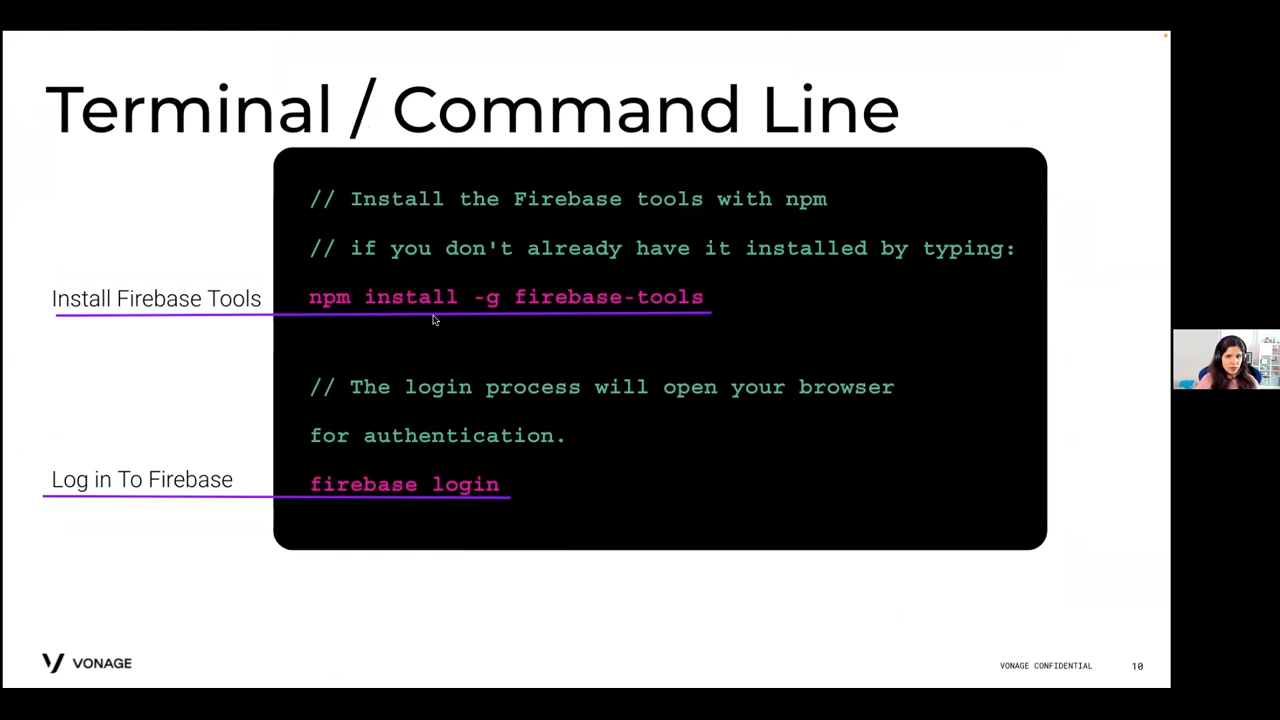 Terminal / Command Line
// Install the Firebase tools with npm
// if you don't already have it installed by typing:
Install Firebase Tools
npm install -g firebase-tools
// The login process will open your browser
for authentication.
Log in To Firebase
firebase login
VONAGE
VONAGE CONFIDENTIAL
10